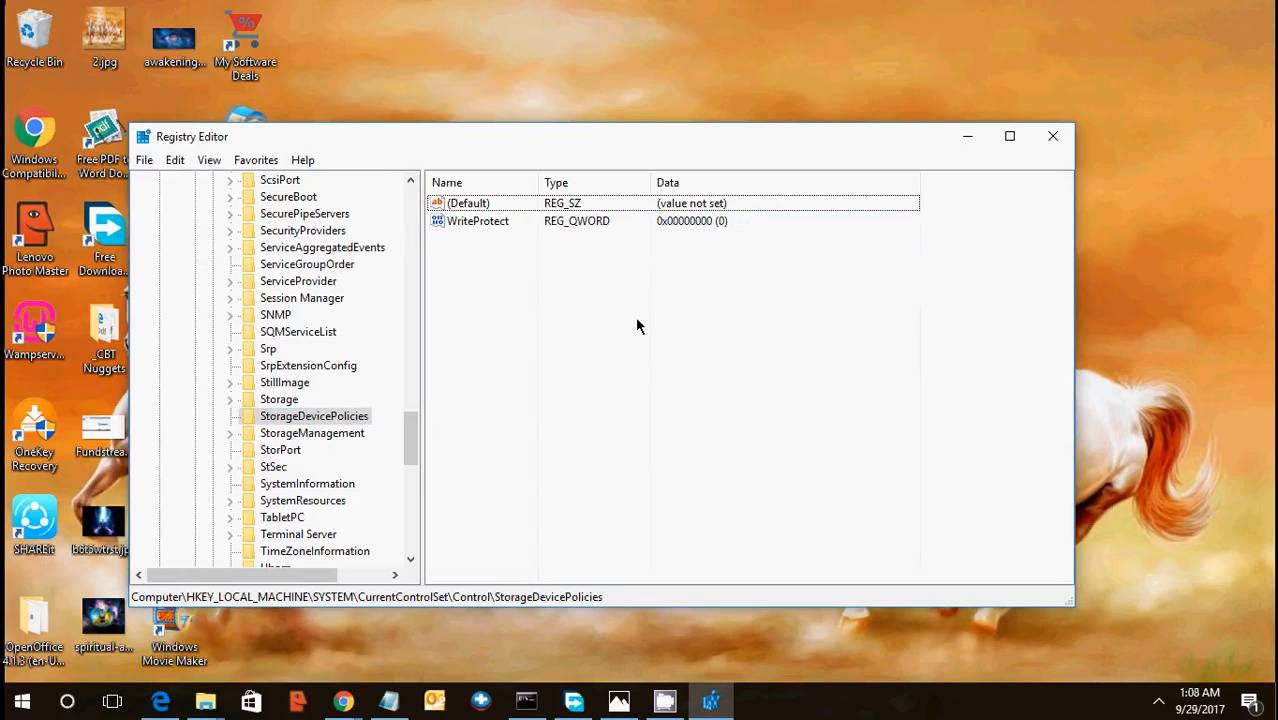 Recycle Bin
2.jpg
awakening...
My Software
Deals
Windows
Compatibil...
Free PDF to
Word Do...
Lenovo
Photo Master
Free
Downloa...
Wampserv...
_CBT
Nuggets
OneKey
Recovery
Fundstrea...
SHAREit
OpenOffice
4.1.3 (en-U...
spiritual-a...
Windows
Movie Maker
Registry Editor
File Edit View Favorites Help
ScsiPort
SecureBoot
SecurePipeServers
SecurityProviders
ServiceAggregatedEvents
ServiceGroupOrder
ServiceProvider
Session Manager
SNMP
SQMServiceList
Srp
SrpExtensionConfig
StillImage
Storage
StorageDevicePolicies
StorageManagement
StorPort
StSec
SystemInformation
SystemResources
TabletPC
Terminal Server
TimeZoneInformation
Name Type Data
(Default) REG_SZ (value not set)
WriteProtect REG_QWORD 0x00000000 (0)
Computer\HKEY_LOCAL_MACHINE\SYSTEM\CurrentControlSet\Control\StorageDevicePolicies
1:08 AM
9/29/2017